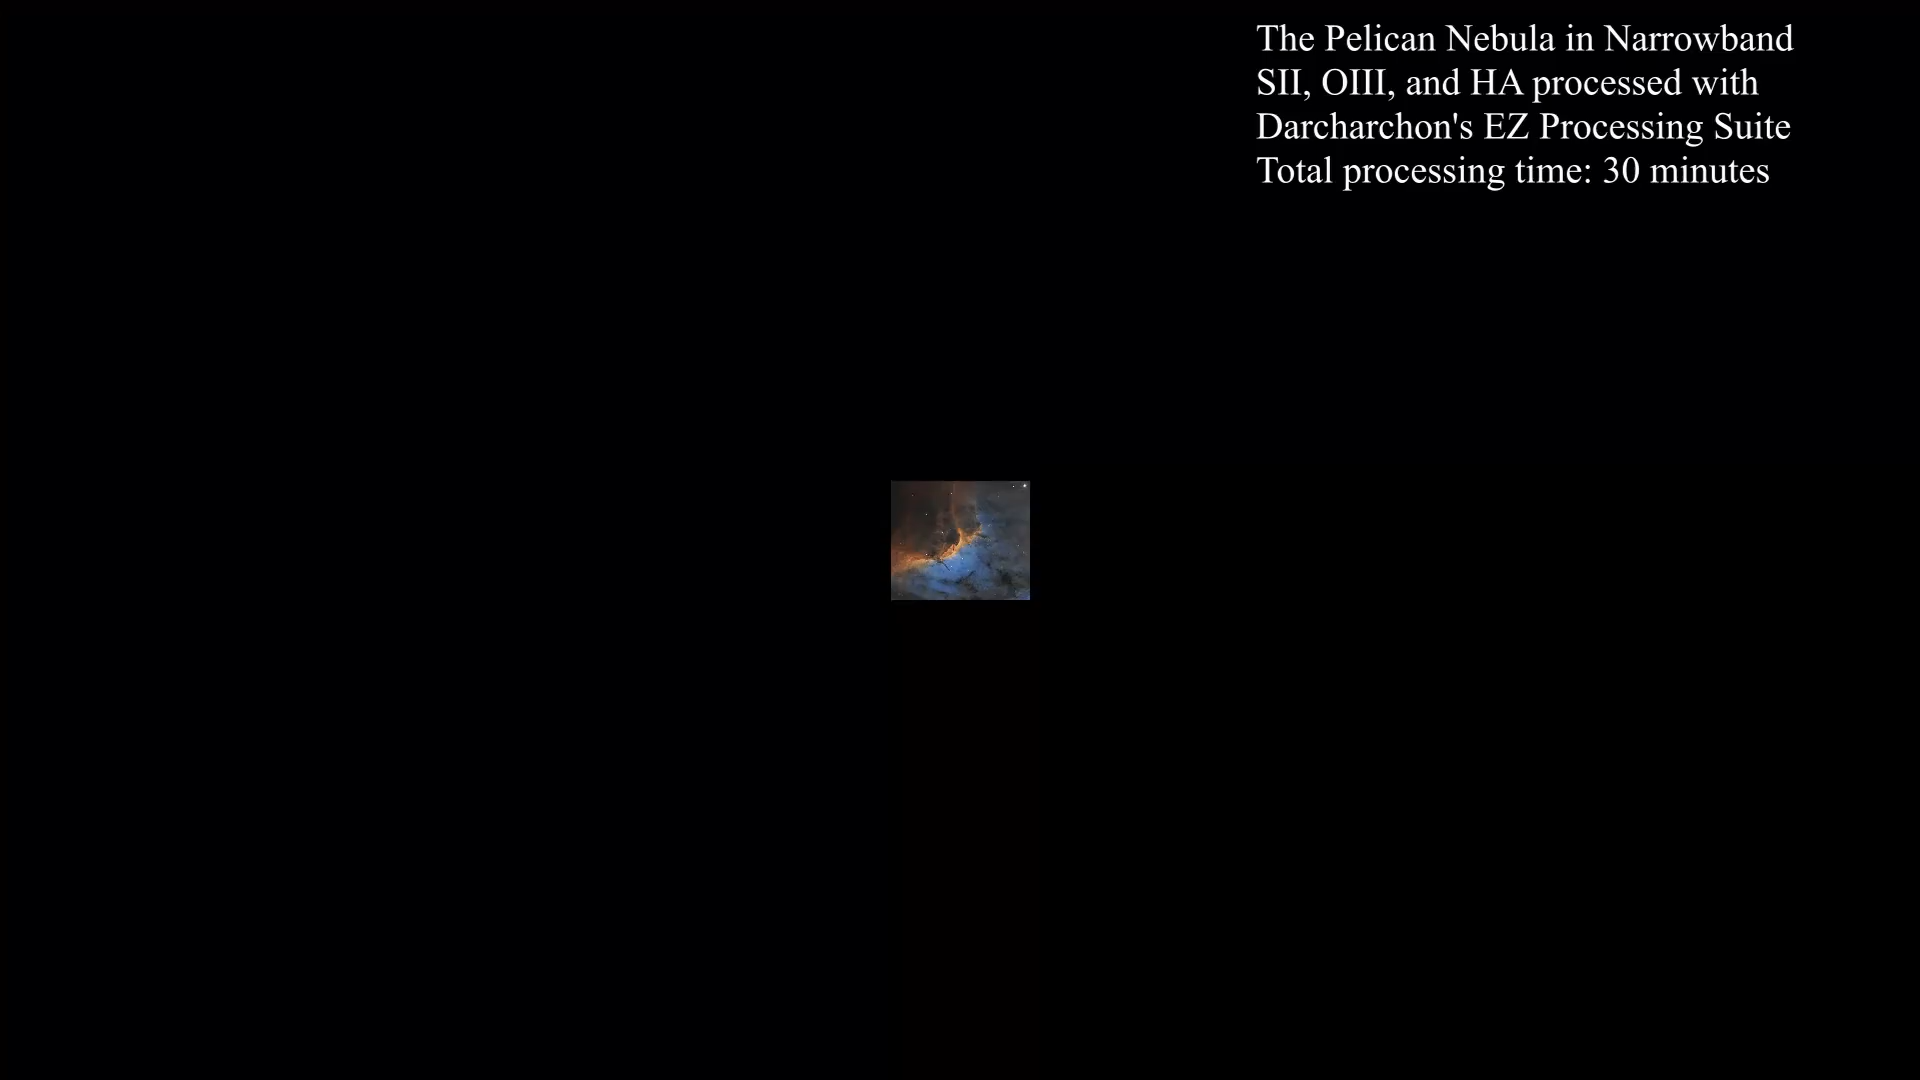 The Pelican Nebula in Narrowband
SII, OIII, and HA processed with
Darcharchon's EZ Processing Suite
Total processing time: 30 minutes